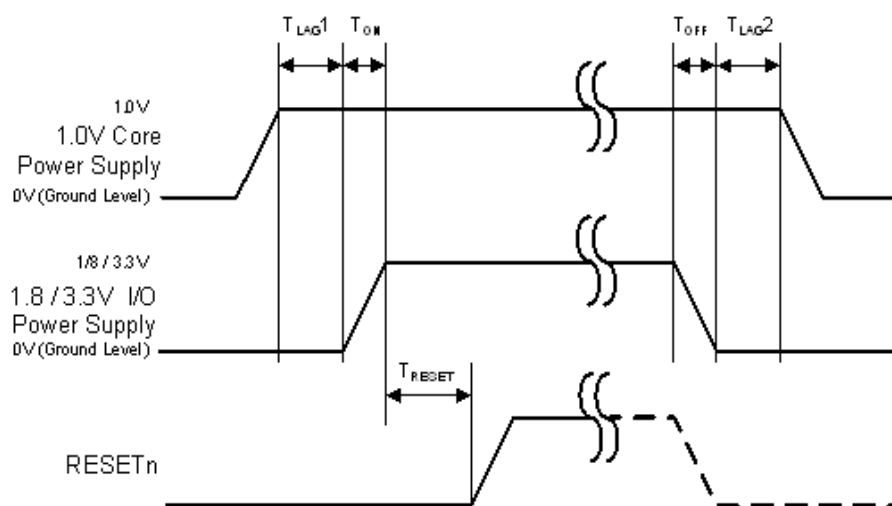 TLAG1 TON TOFF TLAG2
1.0V
1.0V Core
Power Supply
0V(Ground Level)
1/8 / 3.3V
1.8 / 3.3V I/O
Power Supply
0V(Ground Level)
TRESET
RESETn